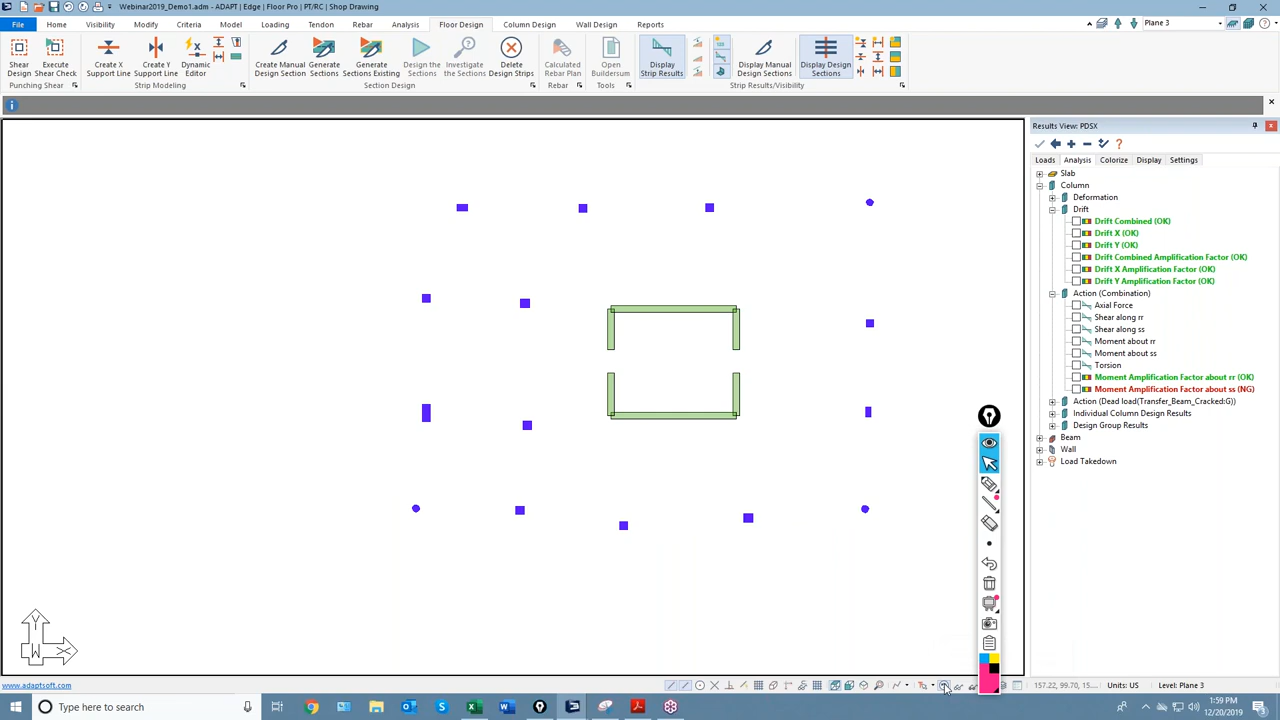 Webinar2019_Demo1.adm - ADAPT | Edge | Floor Pro | PT/RC | Shop Drawing
File Home Visibility Modify Criteria Model Loading Tendon Rebar Analysis Floor Design Column Design Wall Design Reports Plane 3
Shear Design
Execute Shear Check
Punching Shear
Create X Support Line
Create Y Support Line
Dynamic Editor
Strip Modeling
Create Manual Design Section
Generate Sections
Generate Sections Existing
Design the Sections
Investigate the Sections
Delete Design Strips
Section Design
Calculated Rebar Plan
Rebar
Open Buildersum
Tools
Display Strip Results
Display Manual Design Sections
Display Design Sections
Strip Results/Visibility
Results View: PDSX
Loads Analysis Colorize Display Settings
Slab
Column
Deformation
Drift
Drift Combined (OK)
Drift X (OK)
Drift Y (OK)
Drift Combined Amplification Factor (OK)
Drift X Amplification Factor (OK)
Drift Y Amplification Factor (OK)
Action (Combination)
Axial Force
Shear along rr
Shear along ss
Moment about rr
Moment about ss
Torsion
Moment Amplification Factor about rr (OK)
Moment Amplification Factor about ss (NG)
Action (Dead load(Transfer_Beam_Cracked:G))
Individual Column Design Results
Design Group Results
Beam
Wall
Load Takedown
Y
W X
www.adaptsoft.com
157.22, 99.70, 15.... Units: US Level: Plane 3
Type here to search
1:59 PM
12/20/2019